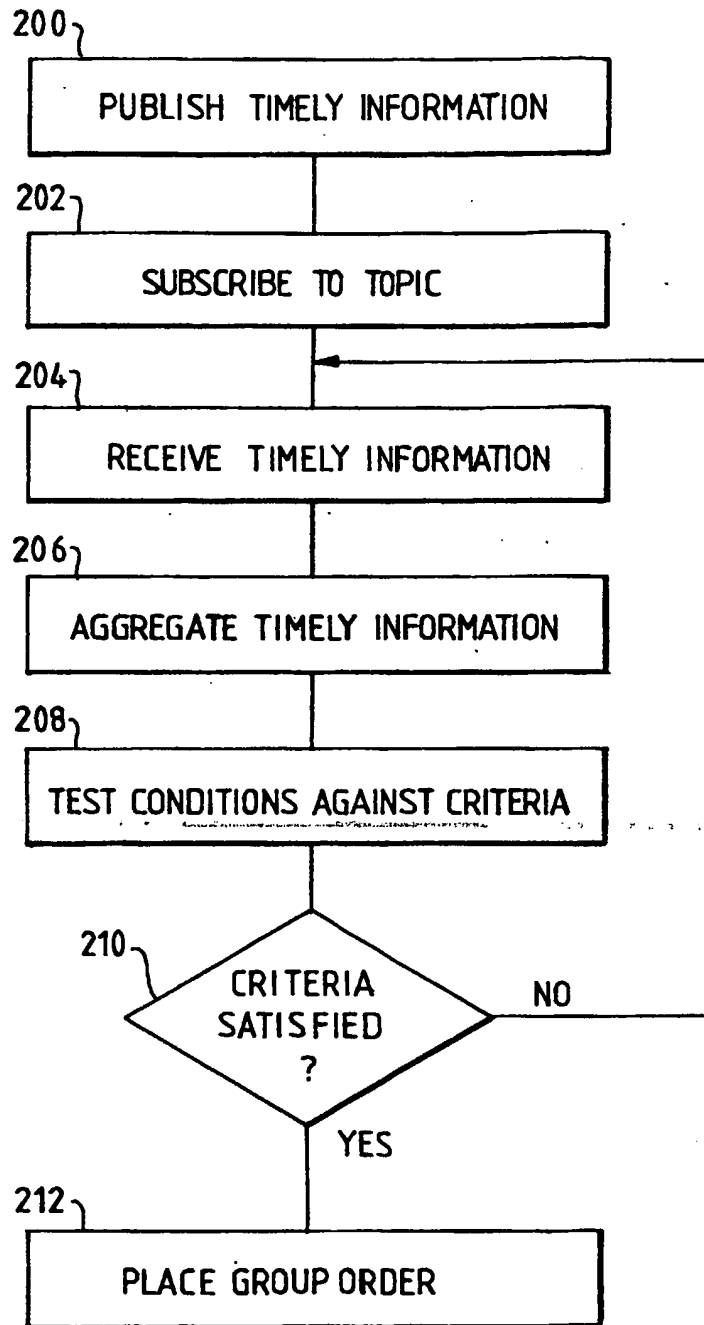 200
PUBLISH TIMELY INFORMATION
202
SUBSCRIBE TO TOPIC
204
RECEIVE TIMELY INFORMATION
206
AGGREGATE TIMELY INFORMATION
208
TEST CONDITIONS AGAINST CRITERIA
210
CRITERIA
SATISFIED
?
NO
YES
212
PLACE GROUP ORDER